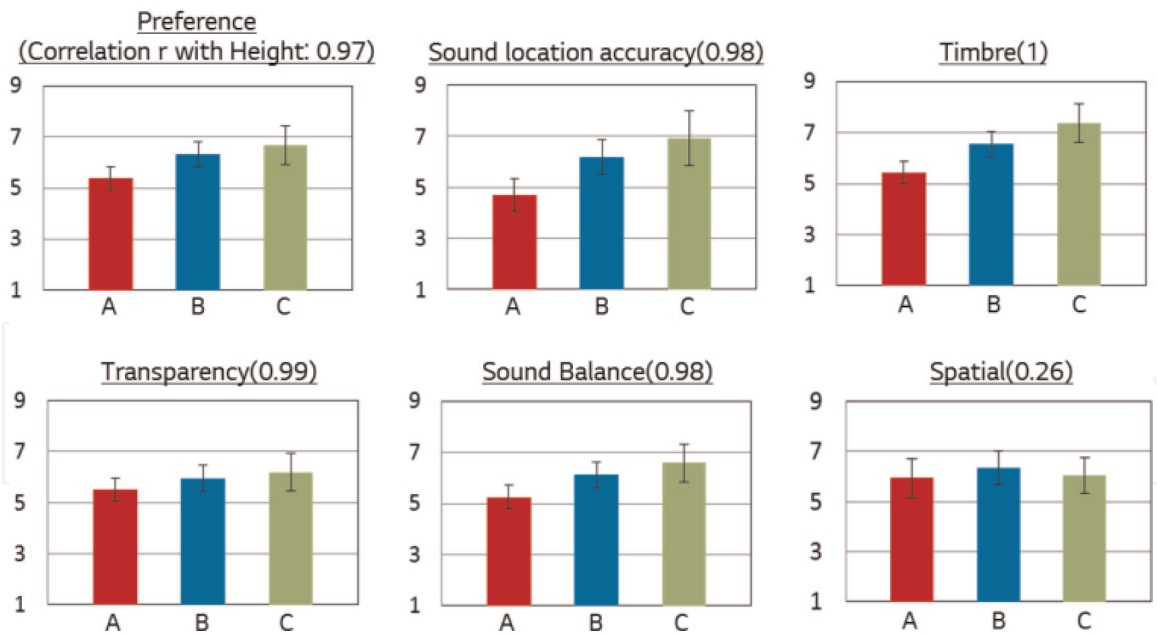 Preference
(Correlation r with Height: 0.97)
9
7
5
3
1
A B C
Sound location accuracy(0.98)
9
7
5
3
1
A B C
Timbre(1)
9
7
5
3
1
A B C
Transparency(0.99)
9
7
5
3
1
A B C
Sound Balance(0.98)
9
7
5
3
1
A B C
Spatial(0.26)
9
7
5
3
1
A B C